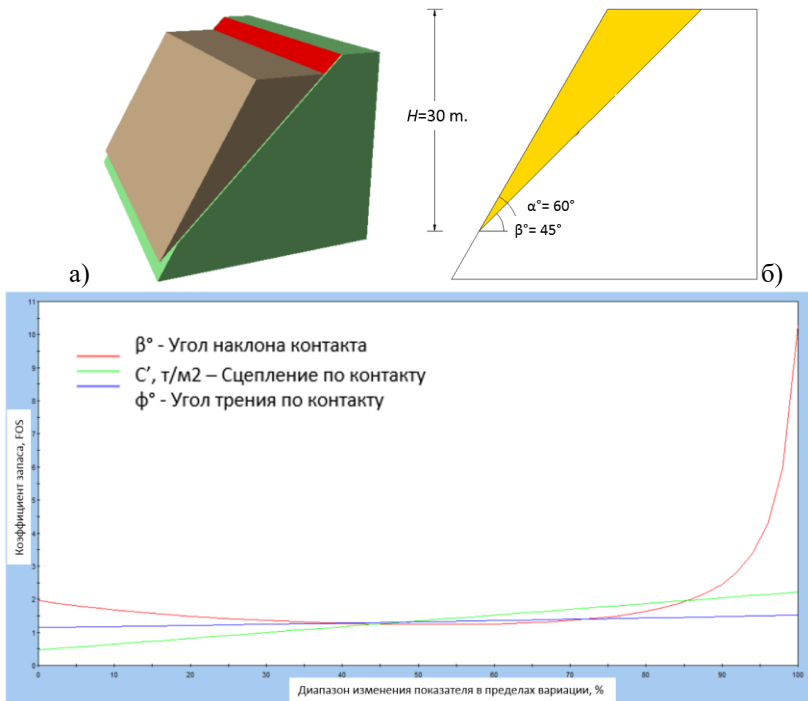 H=30 m.
α°= 60°
β°= 45°
а)
б)
11
10
9
8
7
6
5
4
3
2
1
0
Коэффициент запаса, FOS
β° - Угол наклона контакта
C’, т/м2 – Сцепление по контакту
ф° - Угол трения по контакту
0 10 20 30 40 50 60 70 80 90 100
Диапазон изменения показателя в пределах вариации, %